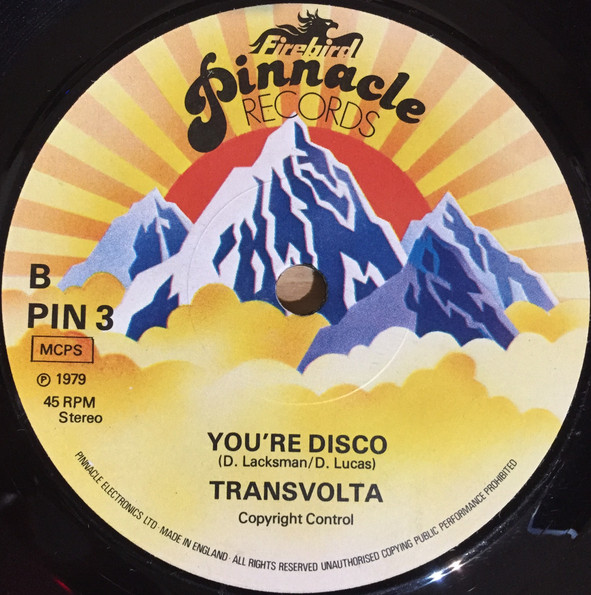 Firebird
Pinnacle
RECORDS
B
PIN 3
MCPS
℗ 1979
45 RPM
Stereo
YOU'RE DISCO
(D. Lacksman/D. Lucas)
TRANSVOLTA
Copyright Control
PINNACLE ELECTRONICS LTD · MADE IN ENGLAND · ALL RIGHTS RESERVED UNAUTHORISED COPYING PUBLIC PERFORMANCE PROHIBITED